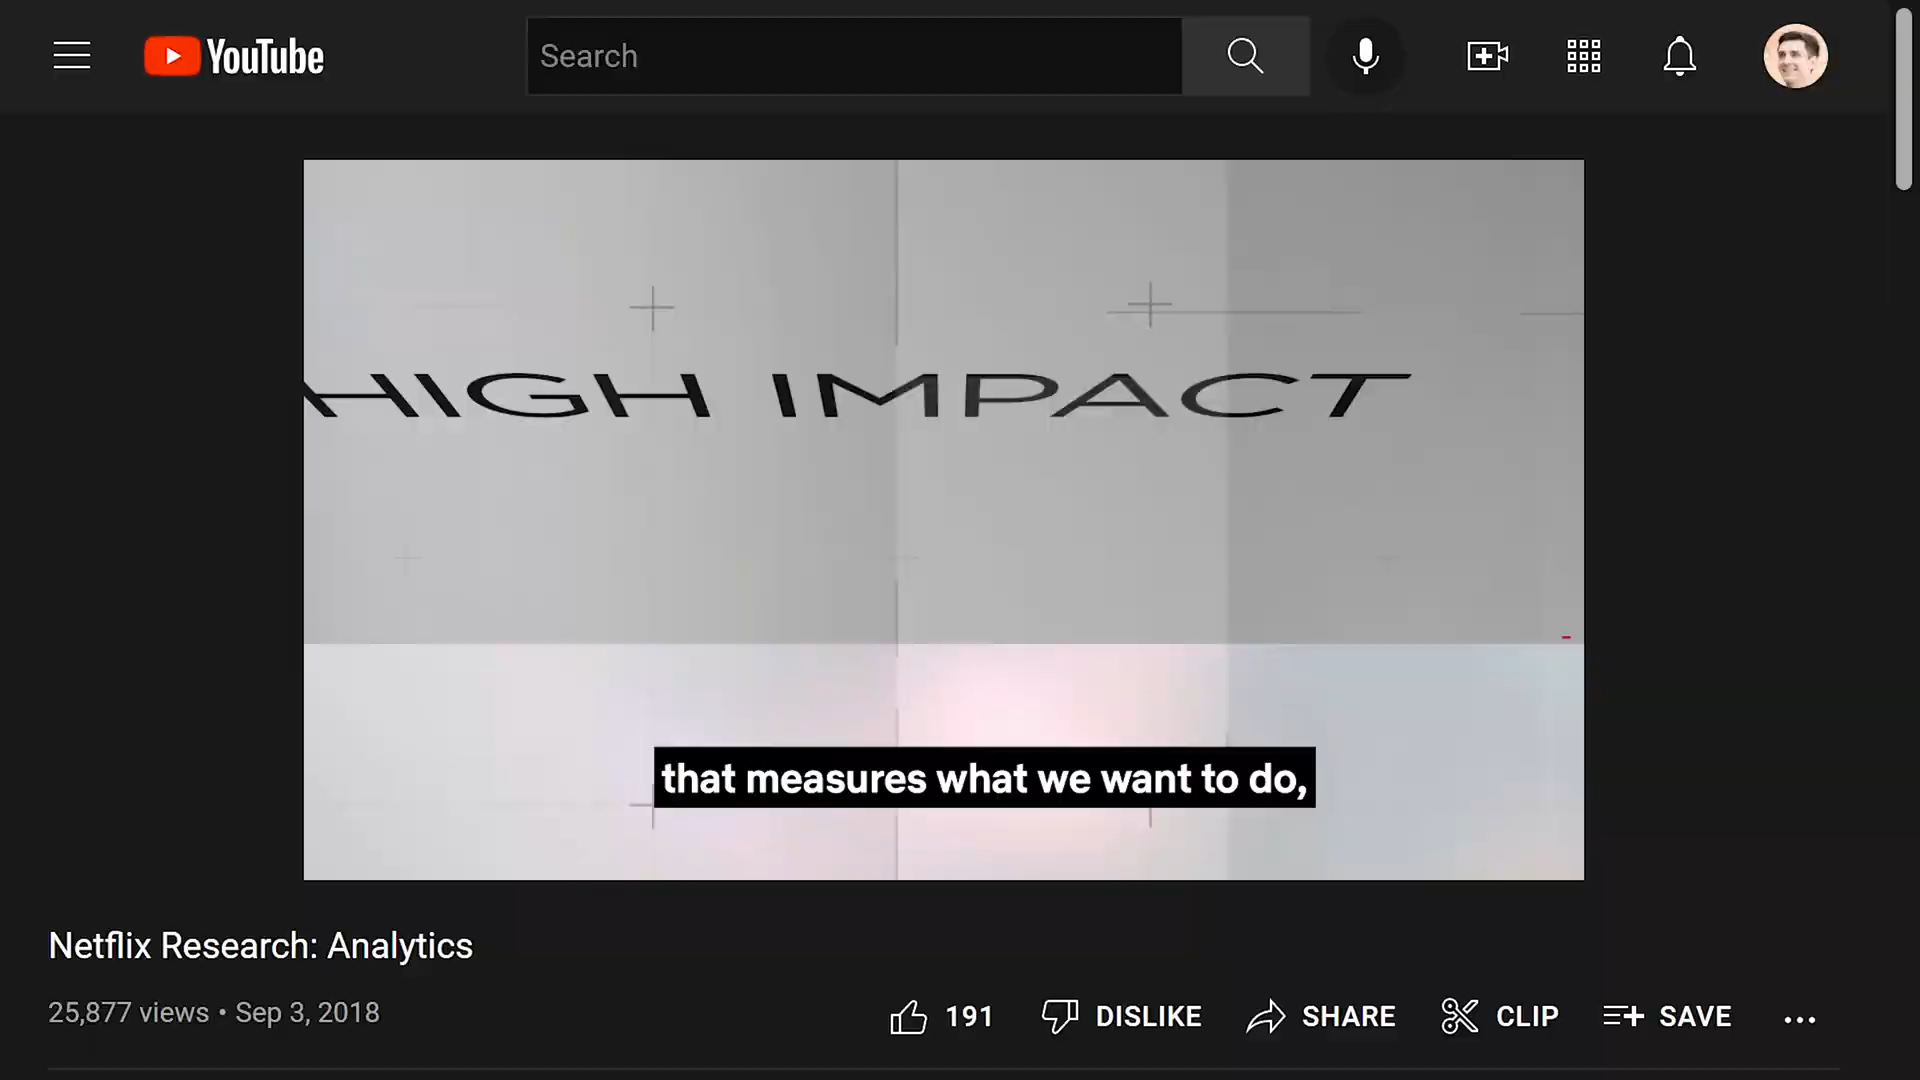 YouTube
Search
HIGH IMPACT
that measures what we want to do,
Netflix Research: Analytics
25,877 views • Sep 3, 2018
191 DISLIKE SHARE CLIP SAVE